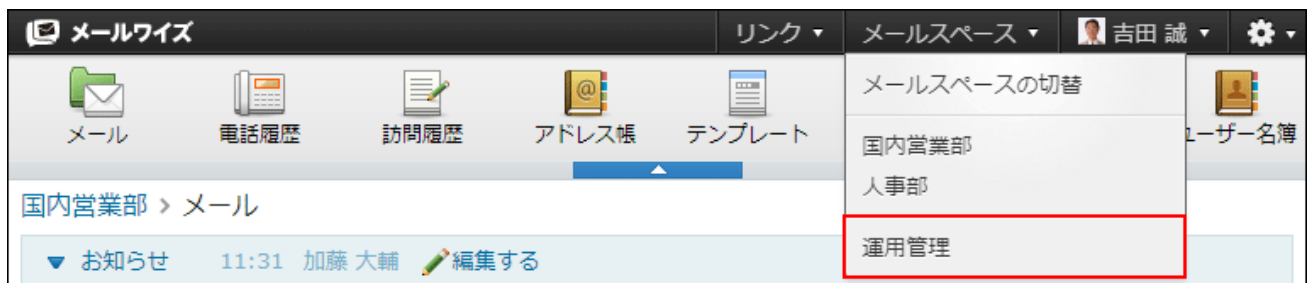 メールワイズ リンク メールスペース 吉田 誠
メールスペースの切替
国内営業部
人事部
運用管理
メール 電話履歴 訪問履歴 アドレス帳 テンプレート ーザー名簿
国内営業部 > メール
お知らせ 11:31 加藤 大輔 編集する